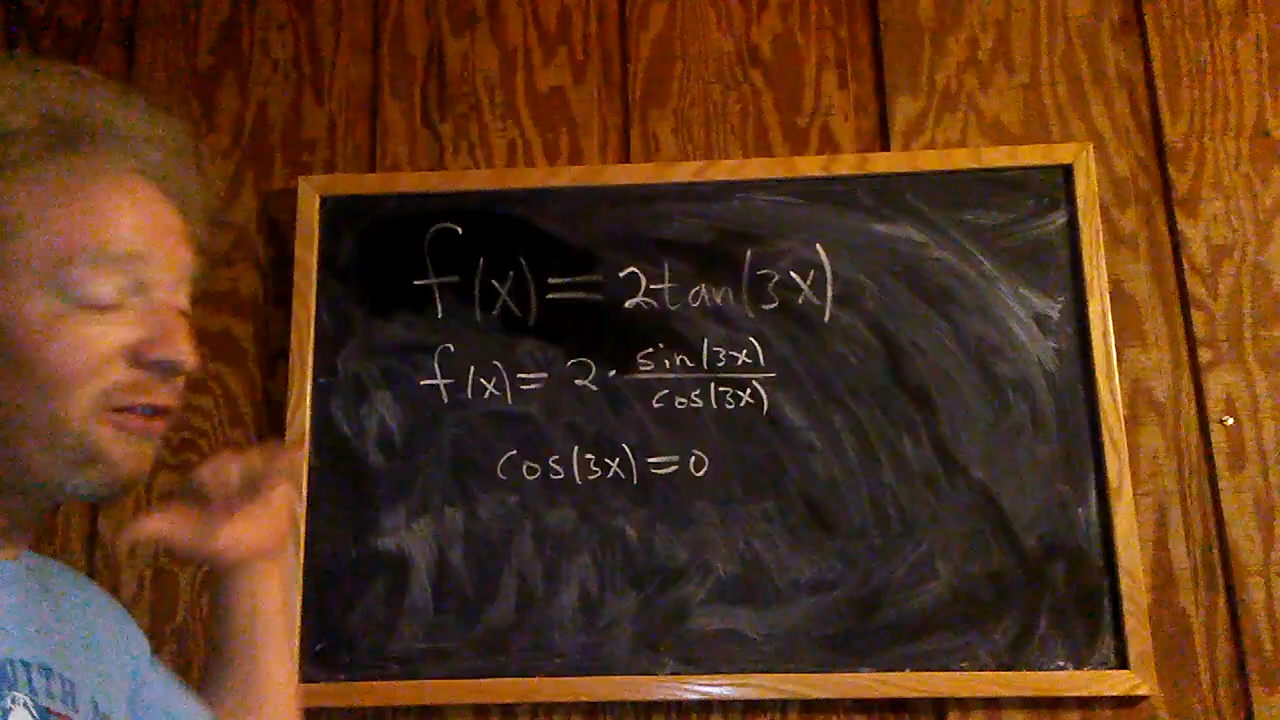 f(x) = 2tan(3x)
f(x) = 2 · sin(3x)/cos(3x)
cos(3x) = 0